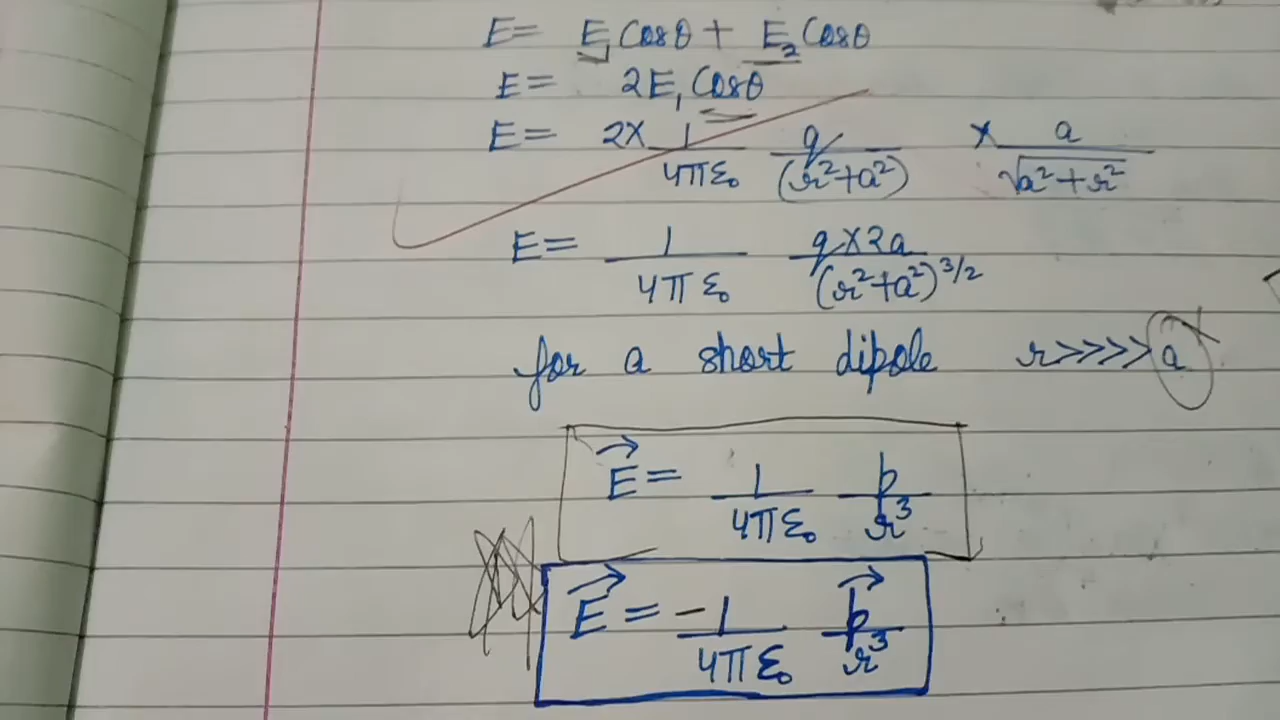 E = E₁ Cosθ + E₂ Cosθ
E = 2E₁ Cosθ
E = 2 × 1/4πε₀ q/(r²+a²) × a/√a²+r²
E = 1/4πε₀ q×2a/(r²+a²)^3/2
for a short dipole r>>>>a
E⃗ = 1/4πε₀ p/r³
E⃗ = -1/4πε₀ p⃗/r³